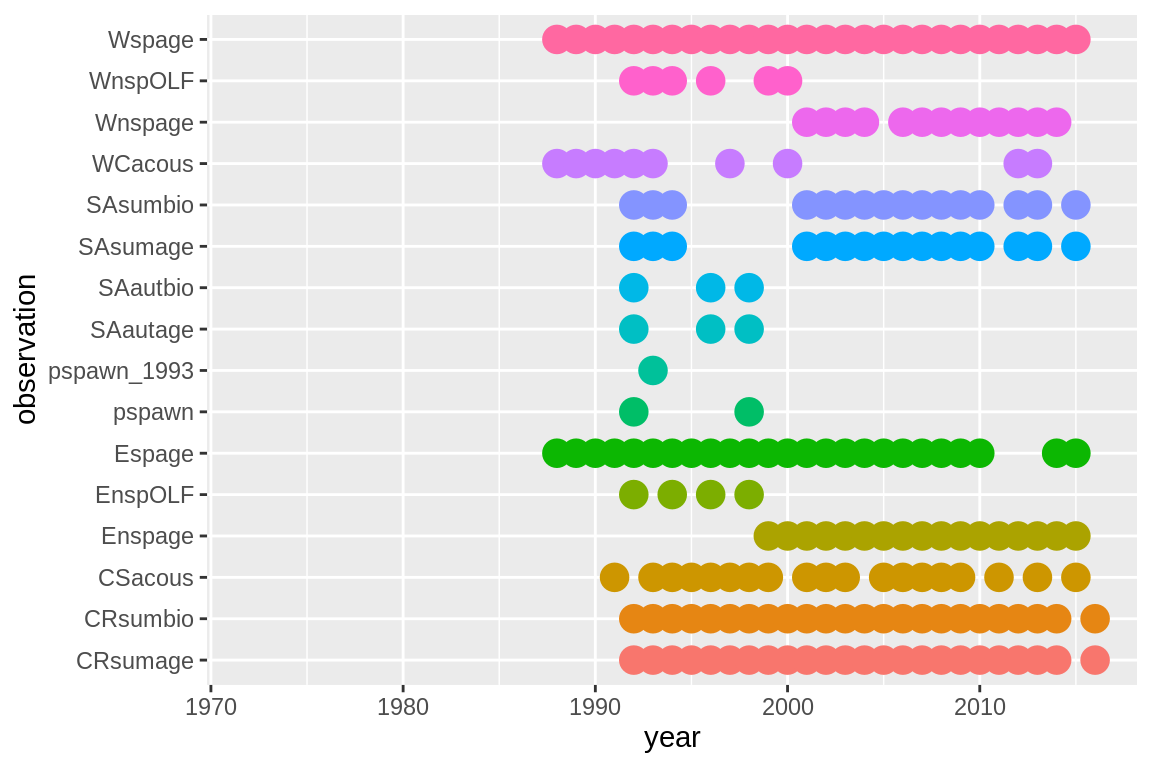 Wspage
WnspOLF
Wnspage
WCacous
SAsumbio
SAsumage
SAautbio
SAautage
pspawn_1993
pspawn
Espage
EnspOLF
Enspage
CSacous
CRsumbio
CRsumage
observation
1970 1980 1990 2000 2010
year